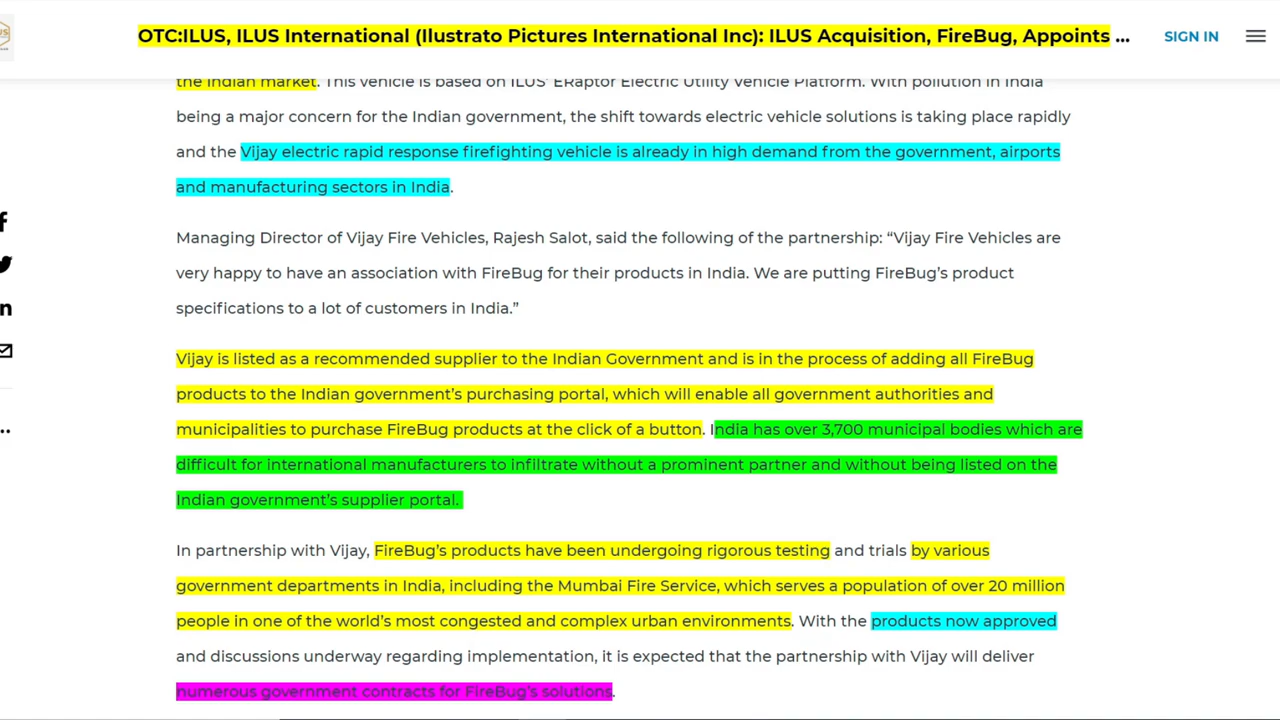 OTC:ILUS, ILUS International (Ilustrato Pictures International Inc): ILUS Acquisition, FireBug, Appoints ...
SIGN IN
the Indian market. This vehicle is based on ILUS' ERaptor Electric Utility Vehicle Platform. With pollution in India
being a major concern for the Indian government, the shift towards electric vehicle solutions is taking place rapidly
and the Vijay electric rapid response firefighting vehicle is already in high demand from the government, airports
and manufacturing sectors in India.
Managing Director of Vijay Fire Vehicles, Rajesh Salot, said the following of the partnership: “Vijay Fire Vehicles are
very happy to have an association with FireBug for their products in India. We are putting FireBug’s product
specifications to a lot of customers in India.”
Vijay is listed as a recommended supplier to the Indian Government and is in the process of adding all FireBug
products to the Indian government’s purchasing portal, which will enable all government authorities and
municipalities to purchase FireBug products at the click of a button. India has over 3,700 municipal bodies which are
difficult for international manufacturers to infiltrate without a prominent partner and without being listed on the
Indian government’s supplier portal.
In partnership with Vijay, FireBug’s products have been undergoing rigorous testing and trials by various
government departments in India, including the Mumbai Fire Service, which serves a population of over 20 million
people in one of the world’s most congested and complex urban environments. With the products now approved
and discussions underway regarding implementation, it is expected that the partnership with Vijay will deliver
numerous government contracts for FireBug’s solutions.